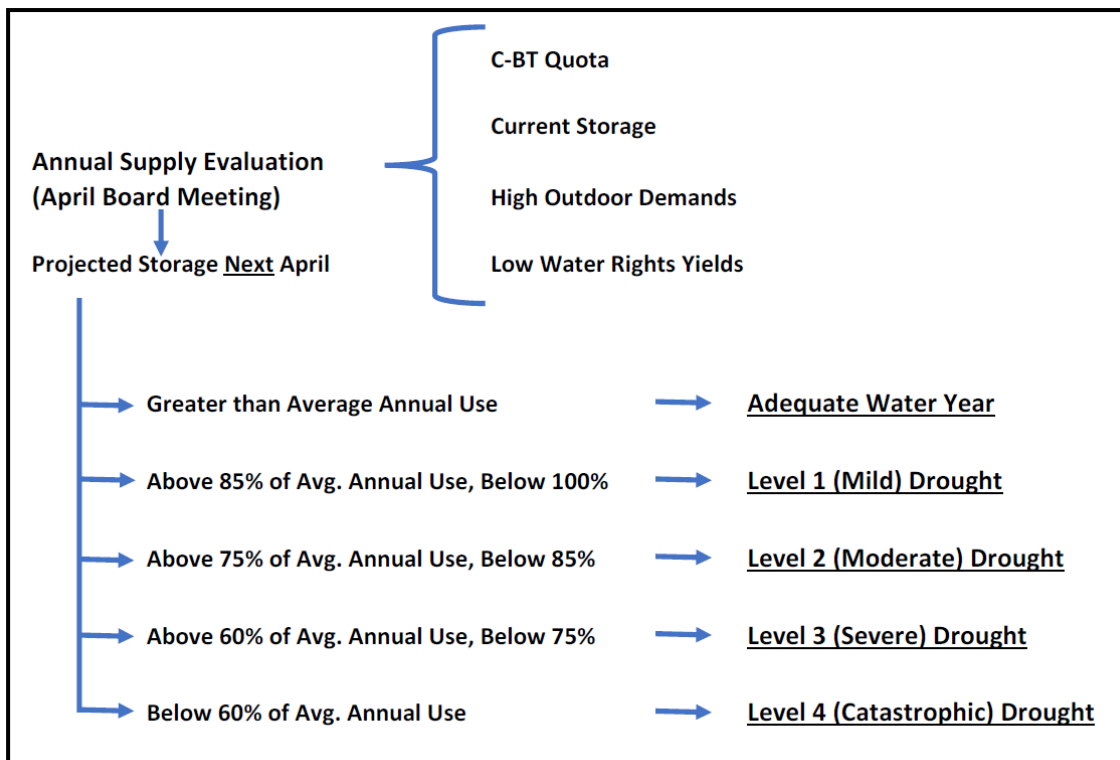 C-BT Quota
Current Storage
Annual Supply Evaluation
(April Board Meeting)
High Outdoor Demands
Projected Storage Next April
Low Water Rights Yields
Greater than Average Annual Use
Adequate Water Year
Above 85% of Avg. Annual Use, Below 100%
Level 1 (Mild) Drought
Above 75% of Avg. Annual Use, Below 85%
Level 2 (Moderate) Drought
Above 60% of Avg. Annual Use, Below 75%
Level 3 (Severe) Drought
Below 60% of Avg. Annual Use
Level 4 (Catastrophic) Drought